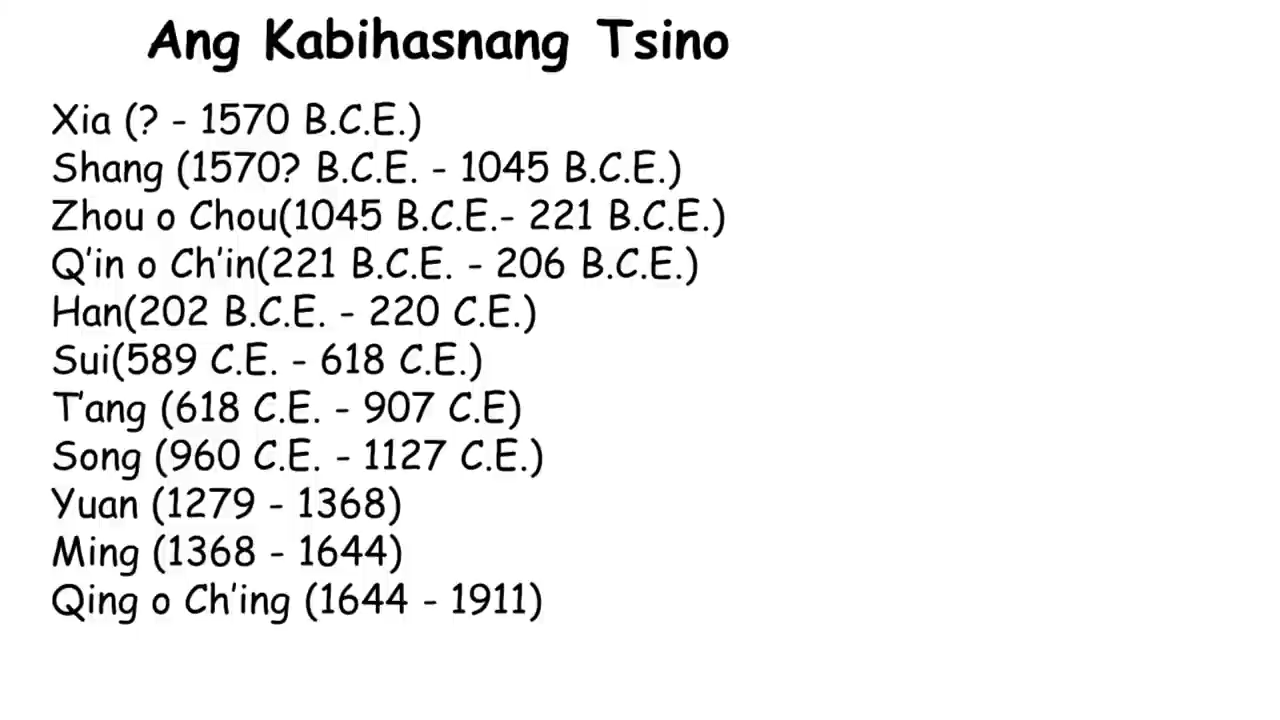 Ang Kabihasnang Tsino
Xia (? - 1570 B.C.E.)
Shang (1570? B.C.E. - 1045 B.C.E.)
Zhou o Chou(1045 B.C.E.- 221 B.C.E.)
Q'in o Ch'in(221 B.C.E. - 206 B.C.E.)
Han(202 B.C.E. - 220 C.E.)
Sui(589 C.E. - 618 C.E.)
T'ang (618 C.E. - 907 C.E)
Song (960 C.E. - 1127 C.E.)
Yuan (1279 - 1368)
Ming (1368 - 1644)
Qing o Ch'ing (1644 - 1911)